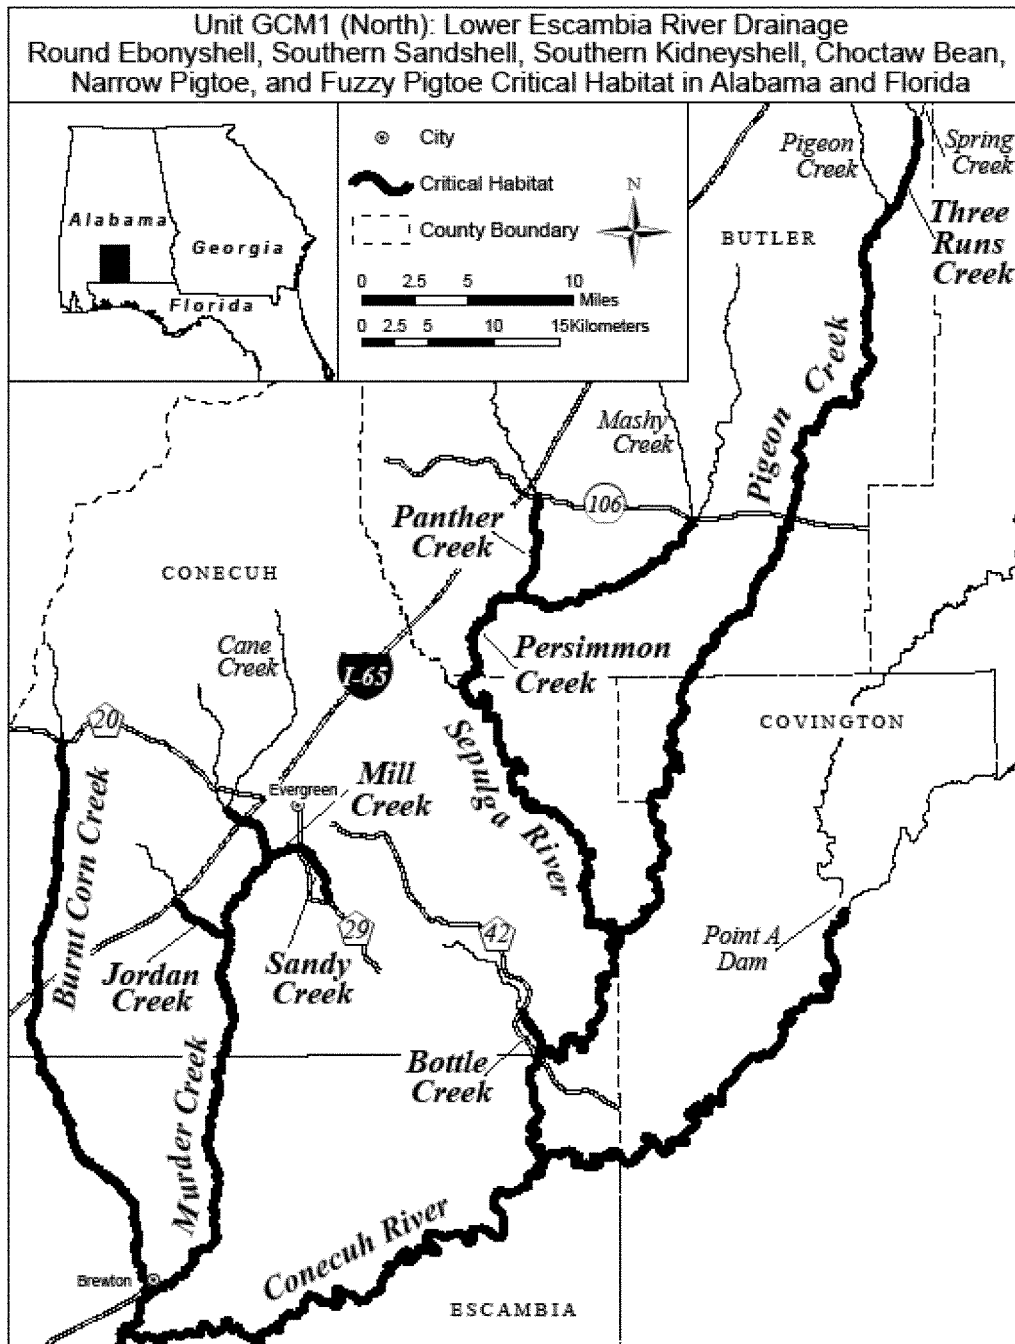 Unit GCM1 (North): Lower Escambia River Drainage
Round Ebonyshell, Southern Sandshell, Southern Kidneyshell, Choctaw Bean,
Narrow Pigtoe, and Fuzzy Pigtoe Critical Habitat in Alabama and Florida
Alabama
Georgia
Florida
City
Critical Habitat
County Boundary
N
0 2.5 5 10
Miles
0 2.5 5 10 15Kilometers
Pigeon
Creek
Spring
Creek
Three
Runs
Creek
BUTLER
Pigeon Creek
Mashy
Creek
106
Panther
Creek
CONECUH
Cane
Creek
I-65
Persimmon
Creek
COVINGTON
20
Sepulga River
Mill
Creek
Evergreen
Burnt Corn Creek
29
42
Point A
Dam
Jordan
Creek
Sandy
Creek
Bottle
Creek
Murder Creek
Conecuh River
Brewton
ESCAMBIA